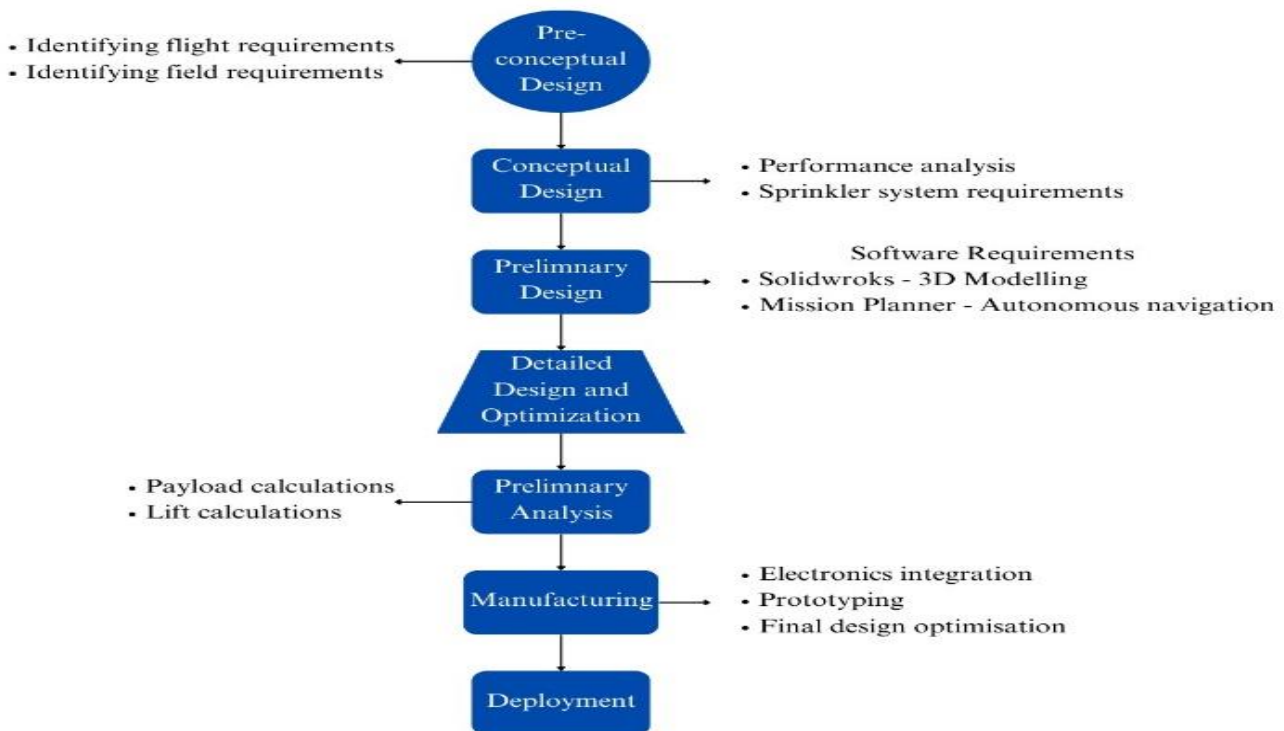 Pre-
conceptual
Design
• Identifying flight requirements
• Identifying field requirements
Conceptual
Design
• Performance analysis
• Sprinkler system requirements
Prelimnary
Design
Software Requirements
• Solidwroks - 3D Modelling
• Mission Planner - Autonomous navigation
Detailed
Design and
Optimization
Prelimnary
Analysis
• Payload calculations
• Lift calculations
Manufacturing
• Electronics integration
• Prototyping
• Final design optimisation
Deployment